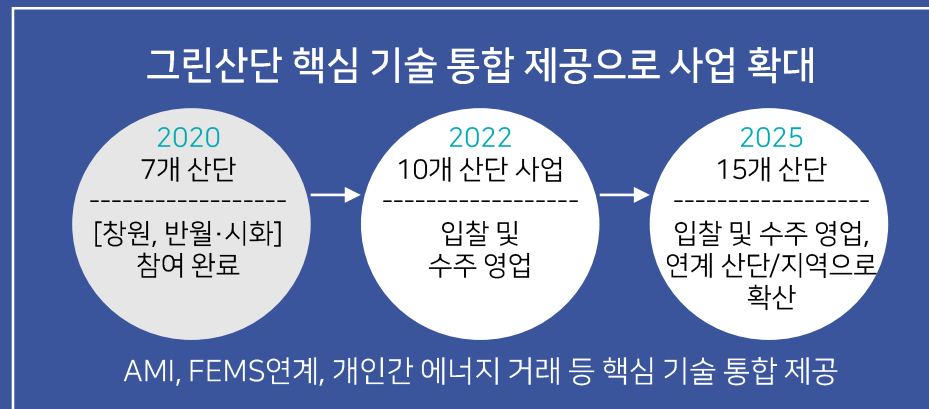 그린산단 핵심 기술 통합 제공으로 사업 확대
2020
7개 산단
------------------
[창원, 반월·시화]
참여 완료
2022
10개 산단 사업
------------------
입찰 및
수주 영업
2025
15개 산단
------------------
입찰 및 수주 영업,
연계 산단/지역으로
확산
AMI, FEMS연계, 개인간 에너지 거래 등 핵심 기술 통합 제공